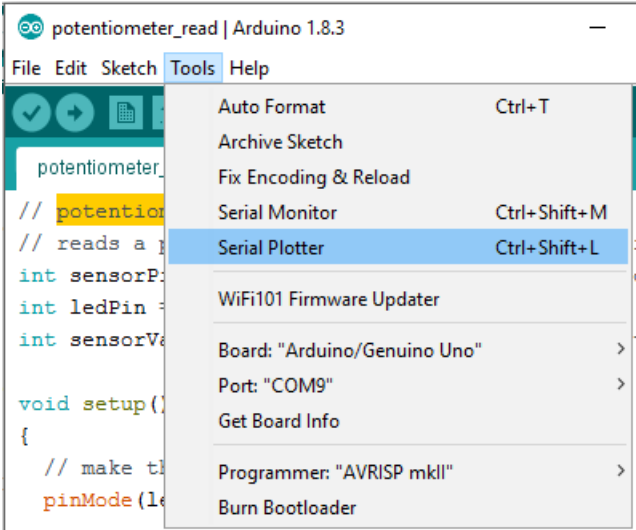 potentiometer_read | Arduino 1.8.3
File Edit Sketch Tools Help
Auto Format Ctrl+T
Archive Sketch
Fix Encoding & Reload
Serial Monitor Ctrl+Shift+M
Serial Plotter Ctrl+Shift+L
WiFi101 Firmware Updater
Board: "Arduino/Genuino Uno"
Port: "COM9"
Get Board Info
Programmer: "AVRISP mkII"
Burn Bootloader
potentiometer_
// potention
// reads a
int sensorPi
int ledPin =
int sensorVa
void setup()
{
// make th
pinMode(le